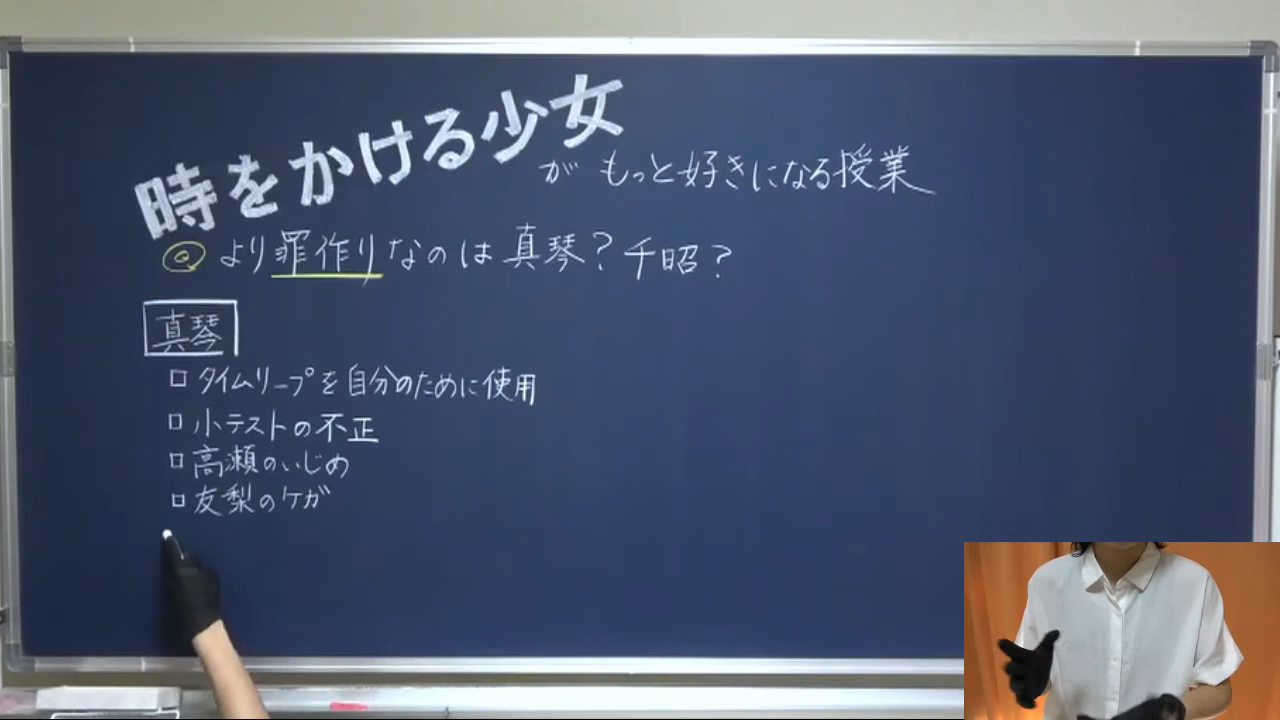 時をかける少女
が もっと好きになる授業
Q より罪作りなのは真琴？千昭？
真琴
□ タイムリープを自分のために使用
□ 小テストの不正
□ 高瀬のいじめ
□ 友梨のケガ